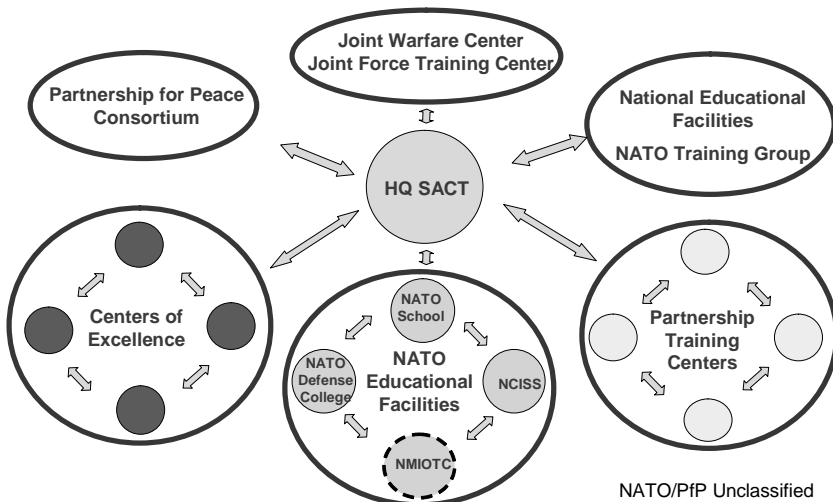 Joint Warfare Center
Joint Force Training Center
Partnership for Peace
Consortium
National Educational
Facilities
NATO Training Group
HQ SACT
Centers of
Excellence
NATO
School
NATO
Defense
College
NATO
Educational
Facilities
NCISS
NMIOTC
Partnership
Training
Centers
NATO/PfP Unclassified